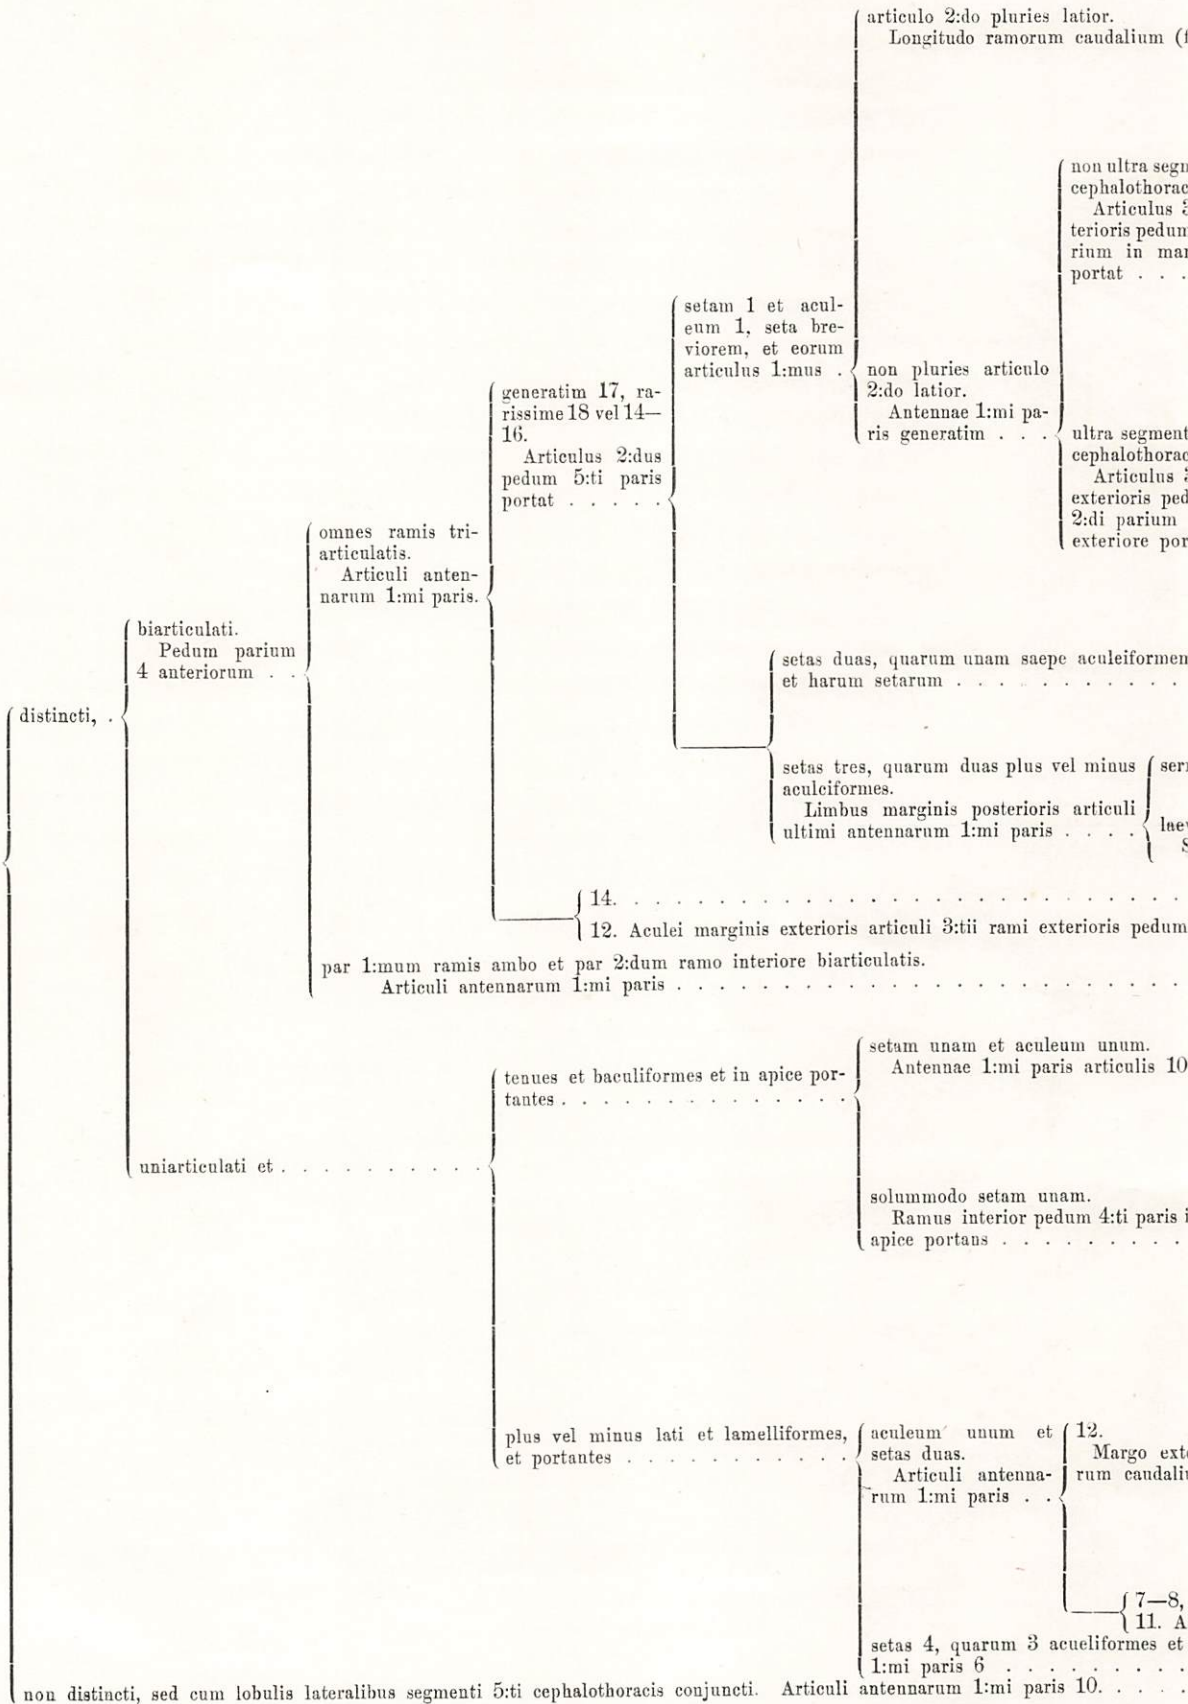 articulo 2:do pluries latior.
Longitudo ramorum caudalium
non ultra
Articulus
terioris
rium in
portat . . .
setam 1 et acul-
eum 1, seta bre-
viorem, et eorum
articulus 1:mus .
non pluries articulo
2:do latior.
Antennae 1:mi pa-
ris generatim . . .
generatim 17, ra-
rissime 18 vel 14—
16.
Articulus 2:dus
pedum 5:ti paris
portat . . . . .
ultra
Articulus
exterioris
2:di parium
exteriore
omnes ramis tri-
articulatis.
Articuli anten-
narum 1:mi paris.
biarticulati.
Pedum parium
4 anteriorum . .
setas duas, quarum unam saepe
et harum setarum . . . . . . . . . . . .
distincti, .
setas tres, quarum duas plus vel minus
aculeiformes.
Limbus marginis posterioris articuli
ultimi antennarum 1:mi paris . . . .
14. . . . . . . . . . . . . . . . . . . . . . .
12. Aculei marginis exterioris articuli 3:tii rami exterioris pedum
par 1:mum ramis ambo et par 2:dum ramo interiore biarticulatis.
Articuli antennarum 1:mi paris . . . . . . . . . . . . . . . . . . . .
setam unam et aculeum unum.
Antennae 1:mi paris articulis 10
tenues et baculiformes et in apice por-
tantes . . . . . . . . . . . . . .
uniarticulati et . . . . . . . . . .
solummodo setam unam.
Ramus interior pedum 4:ti paris
apice portans . . . . . . . . .
plus vel minus lati et lamelliformes,
et portantes . . . . . . . . . . .
aculeum unum et
setas duas.
Articuli antenna-
rum 1:mi paris . .
12.
Margo
rum
7—8,
11.
setas 4, quarum 3 acueliformes et
1:mi paris 6 . . . . . . . . .
non distincti, sed cum lobulis lateralibus segmenti 5:ti cephalothoracis conjuncti. Articuli antennarum 1:mi paris 10. . . . .